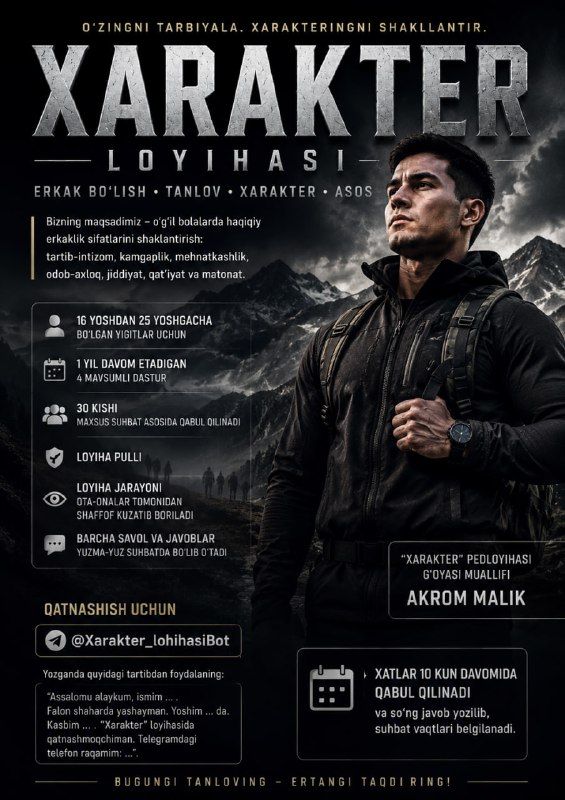 O‘ZINGNI TARBIYALA. XARAKTERINGNI SHAKLLANTIR.
XARAKTER
LOYIHASI
ERKAK BO‘LISH • TANLOV • XARAKTER • ASOS
Bizning maqsadimiz – o‘g‘il bolalarda haqiqiy
erkaklik sifatlarini shaklantirish:
tartib-intizom, kamgaplik, mehnatkashlik,
odob-axloq, jiddiyat, qat’iyat va matonat.
16 YOSHDAN 25 YOSHGACHA
BO‘LGAN YIGITLAR UCHUN
1 YIL DAVOM ETADIGAN
4 MAVSUMLI DASTUR
30 KISHI
MAXSUS SUHBAT ASOSIDA QABUL QILINADI
LOYIHA PULLI
LOYIHA JARAYONI
OTA-ONALAR TOMONIDAN
SHAFFOF KUZATIB BORILADI
BARCHA SAVOL VA JAVOBLAR
YUZMA-YUZ SUHBATDA BO‘LIB O‘TADI
“XARAKTER” PEDLOYIHASI
G‘OYASI MUALLIFI
AKROM MALIK
QATNASHISH UCHUN
@Xarakter_lohihasiBot
Yozganda quyidagi tartibdan foydalaning:
“Assalomu alaykum, ismim ... .
Falon shaharda yashayman. Yoshim ... da.
Kasbim ... . “Xarakter” loyihasida
qatnashmoqchiman. Telegramdagi
telefon raqamim: ...”.
XATLAR 10 KUN DAVOMIDA
QABUL QILINADI
va so‘ng javob yozilib,
suhbat vaqtlari belgilanadi.
BUGUNGI TANLOVING – ERTANGI TAQDIRING!